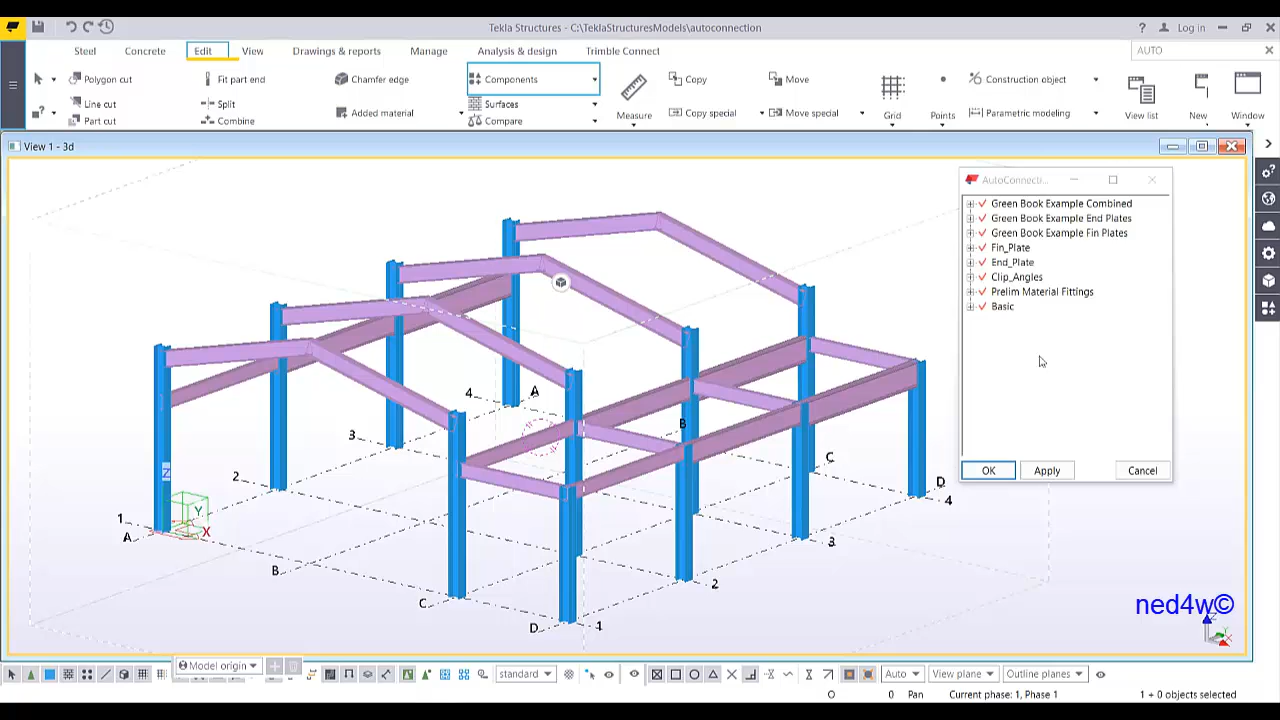 Tekla Structures - C:\TeklaStructuresModels\autoconnection
? Log in
Steel Concrete Edit View Drawings & reports Manage Analysis & design Trimble Connect AUTO
Polygon cut Fit part end Chamfer edge Components Copy Move Construction object
Line cut Split Surfaces
Part cut Combine Added material Compare Measure Copy special Move special Grid Points Parametric modeling View list New Window
View 1 - 3d
AutoConnecti...
Green Book Example Combined
Green Book Example End Plates
Green Book Example Fin Plates
Fin_Plate
End_Plate
Clip_Angles
Prelim Material Fittings
Basic
OK Apply Cancel
4 A
B
3
C
2
D
4
Z
Y
X
1
A
3
B
2
C
D 1
ned4w©
Z
Model origin standard Auto View plane Outline planes
O 0 Pan Current phase: 1, Phase 1 1 + 0 objects selected